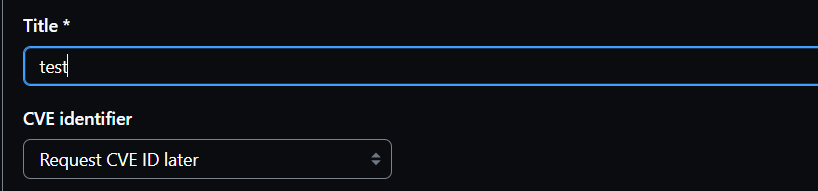 Title *
test
CVE identifier
Request CVE ID later